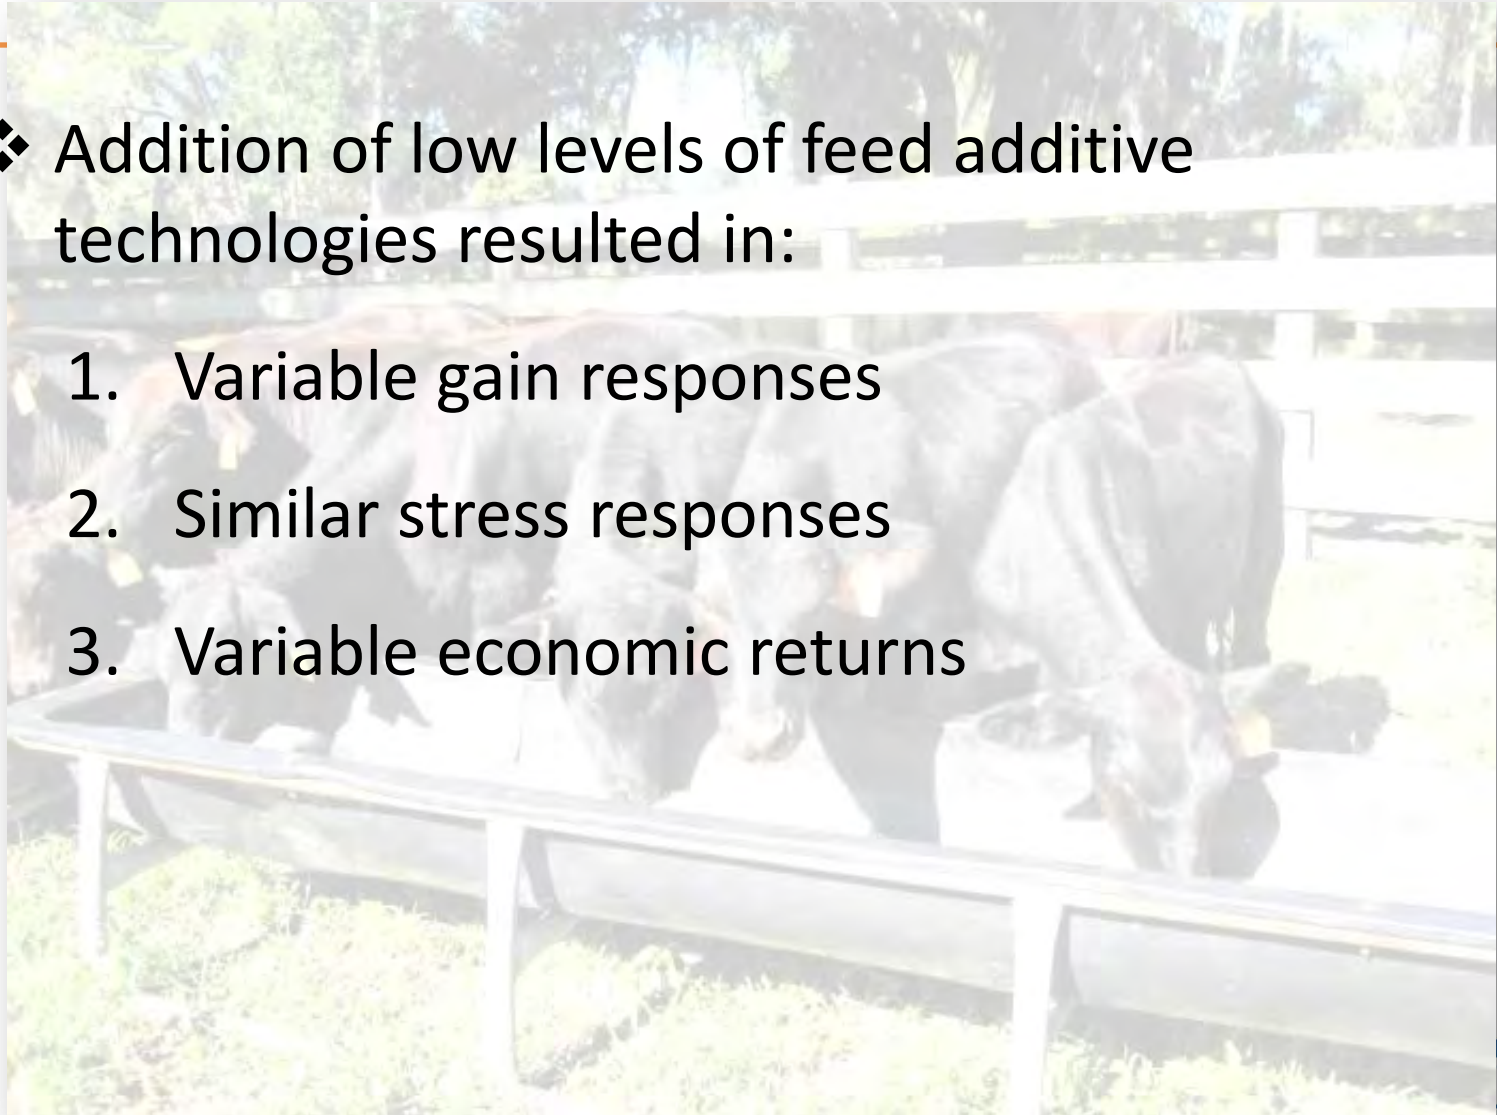 ❖ Addition of low levels of feed additive
technologies resulted in:
1. Variable gain responses
2. Similar stress responses
3. Variable economic returns